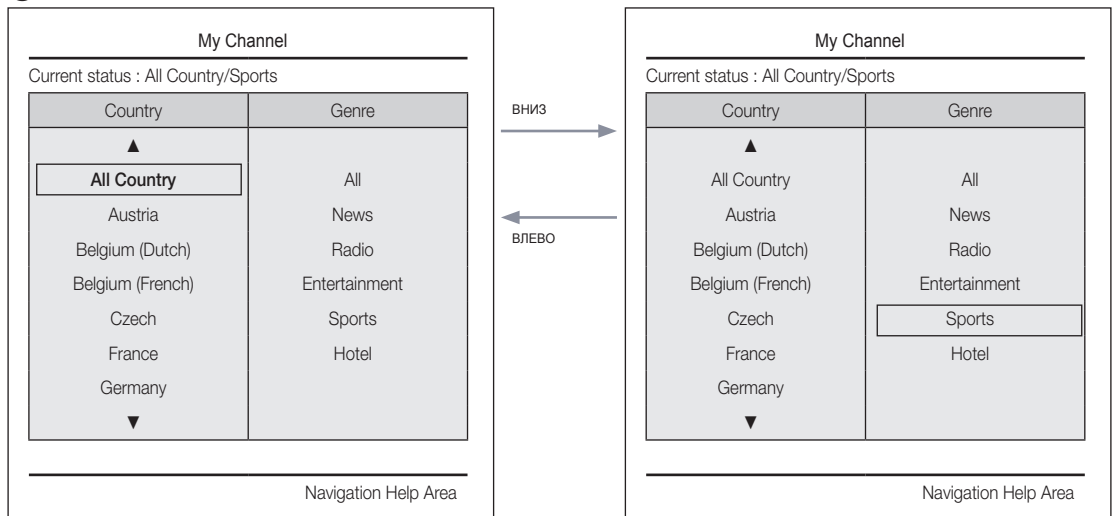 My Channel
Current status : All Country/Sports
Country Genre
▲
All Country All
Austria News
Belgium (Dutch) Radio
Belgium (French) Entertainment
Czech Sports
France Hotel
Germany
▼
Navigation Help Area
ВНИЗ
ВЛЕВО
My Channel
Current status : All Country/Sports
Country Genre
▲
All Country All
Austria News
Belgium (Dutch) Radio
Belgium (French) Entertainment
Czech Sports
France Hotel
Germany
▼
Navigation Help Area